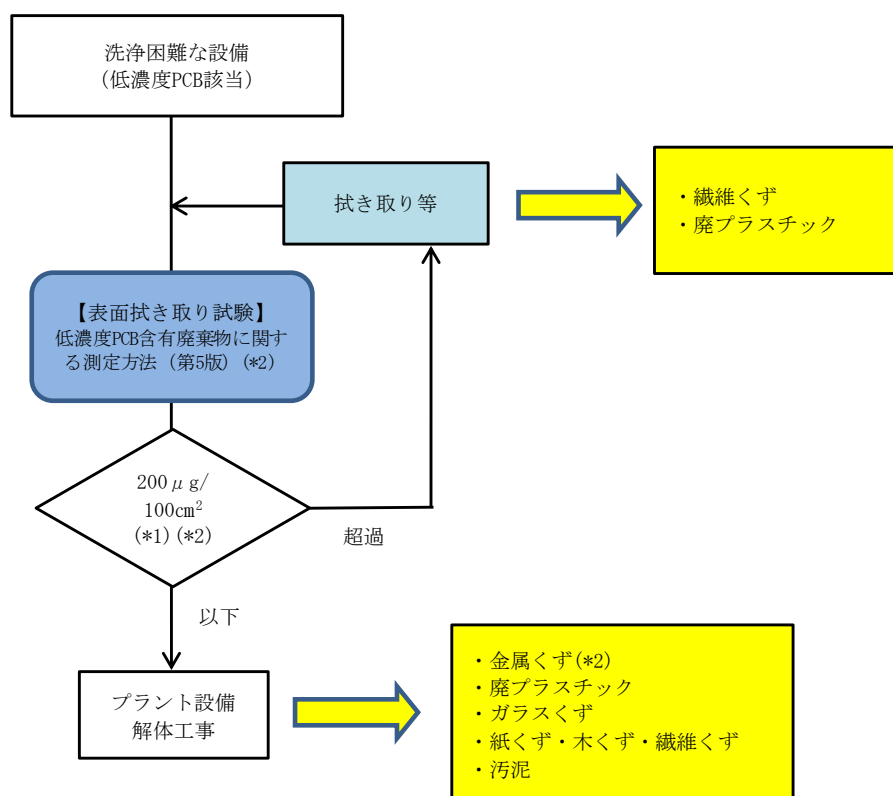 洗浄困難な設備
(低濃度PCB該当)
拭き取り等
・繊維くず
・廃プラスチック
【表面拭き取り試験】
低濃度PCB含有廃棄物に関す
る測定方法（第5版）(*2)
200μg/
100cm²
(*1)(*2)
超過
以下
プラント設備
解体工事
・金属くず(*2)
・廃プラスチック
・ガラスくず
・紙くず・木くず・繊維くず
・汚泥